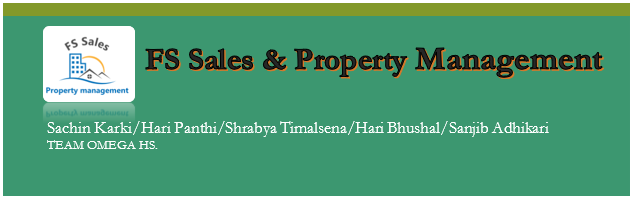 FS Sales
Property management
FS Sales & Property Management
Sachin Karki/Hari Panthi/Shrabya Timalsena/Hari Bhushal/Sanjib Adhikari
TEAM OMEGA HS.